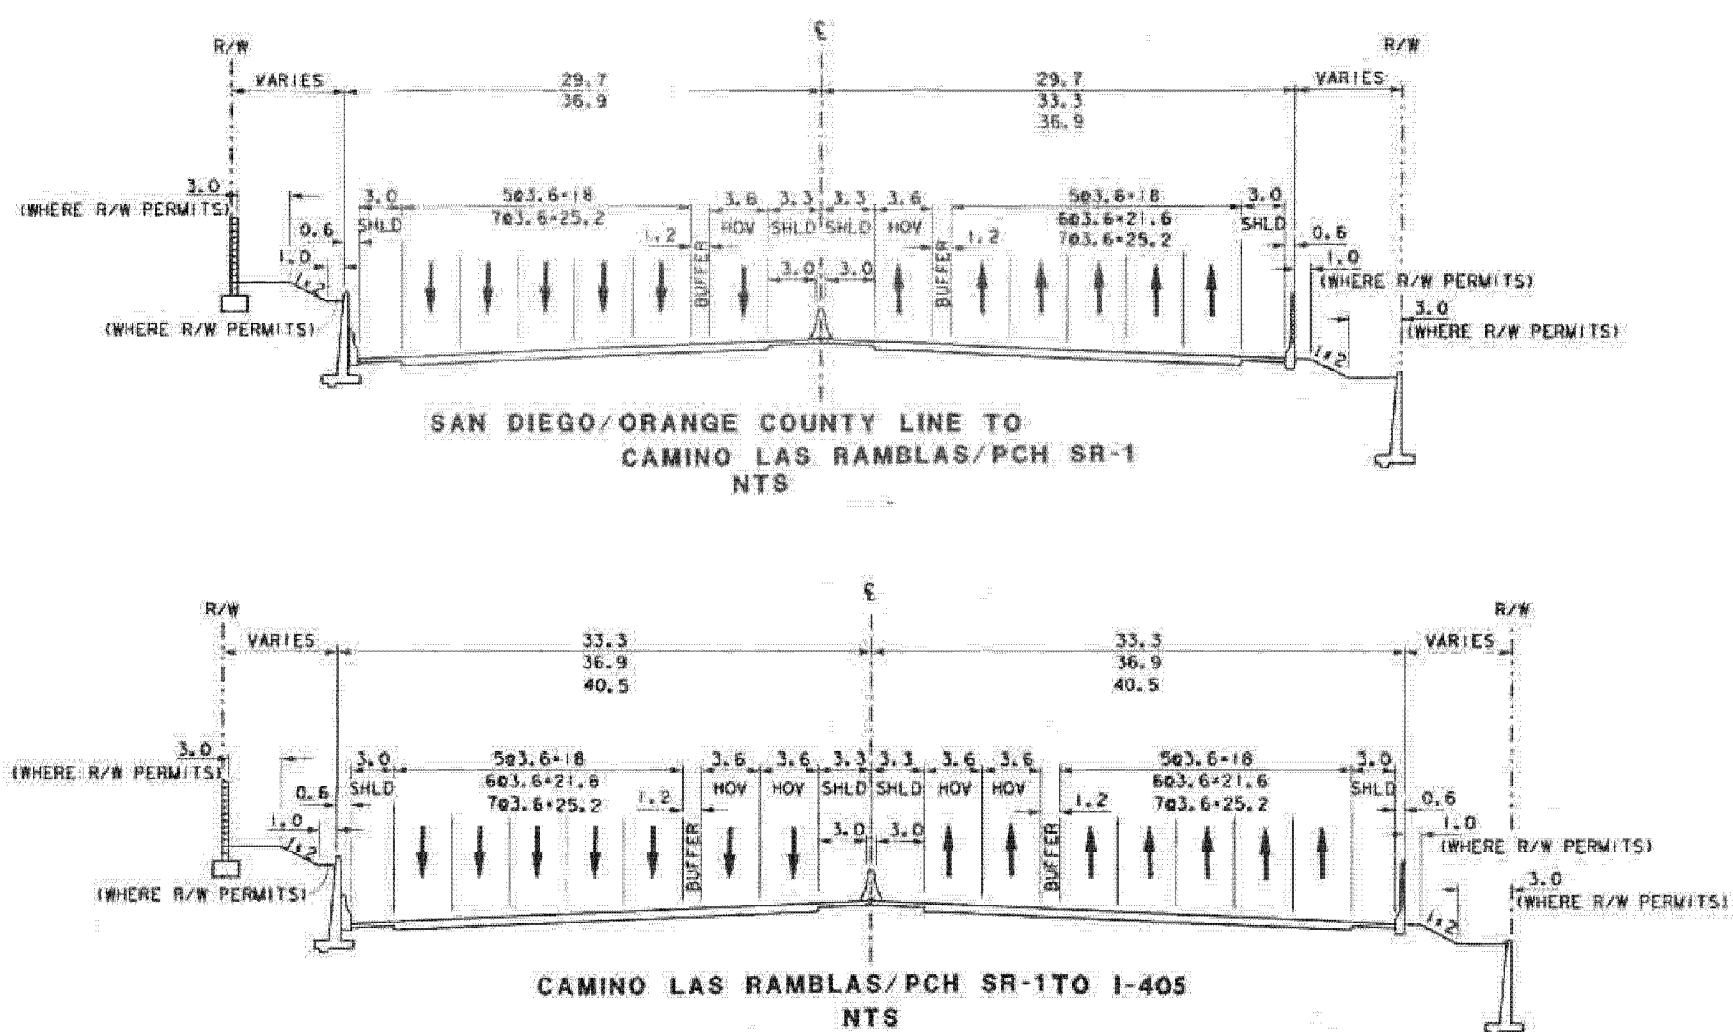 ℄
R/W
R/W
VARIES
29.7
36.9
29.7
33.3
36.9
VARIES
3.0
(WHERE R/W PERMITS)
0.6
1.0
1:2
(WHERE R/W PERMITS)
3.0
SHLD
5@3.6=18
7@3.6=25.2
1.2
BUFFER
3.6
HOV
3.3
SHLD
3.3
SHLD
3.6
HOV
3.0
3.0
BUFFER
1.2
5@3.6=18
6@3.6=21.6
7@3.6=25.2
3.0
SHLD
0.6
1.0
(WHERE R/W PERMITS)
3.0
(WHERE R/W PERMITS)
1:2
SAN DIEGO/ORANGE COUNTY LINE TO
CAMINO LAS RAMBLAS/PCH SR-1
NTS
℄
R/W
R/W
VARIES
33.3
36.9
40.5
33.3
36.9
40.5
VARIES
3.0
(WHERE R/W PERMITS)
0.6
1.0
1:2
(WHERE R/W PERMITS)
3.0
SHLD
5@3.6=18
6@3.6=21.6
7@3.6=25.2
1.2
BUFFER
3.6
HOV
3.6
HOV
3.3
SHLD
3.3
SHLD
3.6
HOV
3.6
HOV
3.0
3.0
BUFFER
1.2
5@3.6=18
6@3.6=21.6
7@3.6=25.2
3.0
SHLD
0.6
1.0
(WHERE R/W PERMITS)
3.0
(WHERE R/W PERMITS)
1:2
CAMINO LAS RAMBLAS/PCH SR-1 TO I-405
NTS